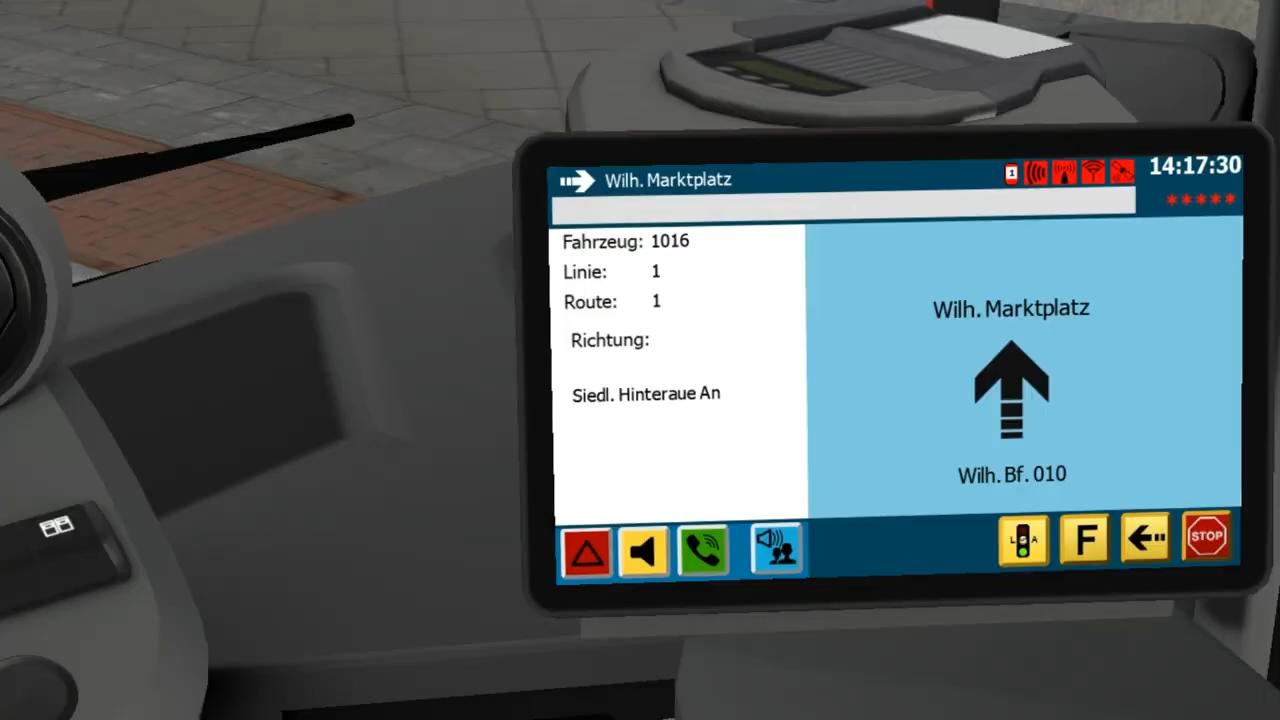 Wilh. Marktplatz
1
14:17:30
*****
Fahrzeug: 1016
Linie: 1
Route: 1
Richtung:
Siedl. Hinteraue An
Wilh. Marktplatz
Wilh. Bf. 010
L A
F
STOP